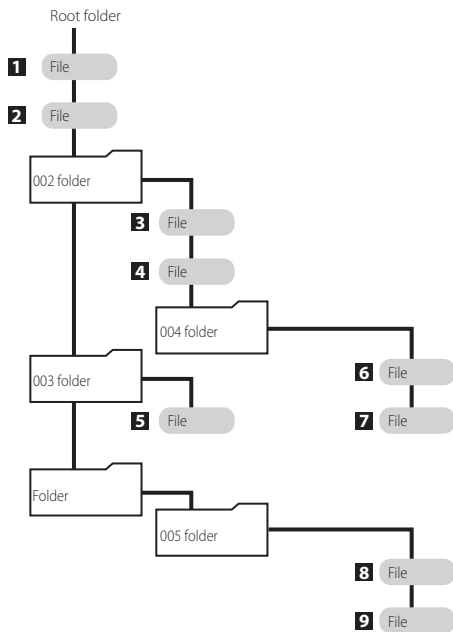 Root folder
1 File
2 File
002 folder
3 File
4 File
004 folder
003 folder
6 File
5 File
7 File
Folder
005 folder
8 File
9 File